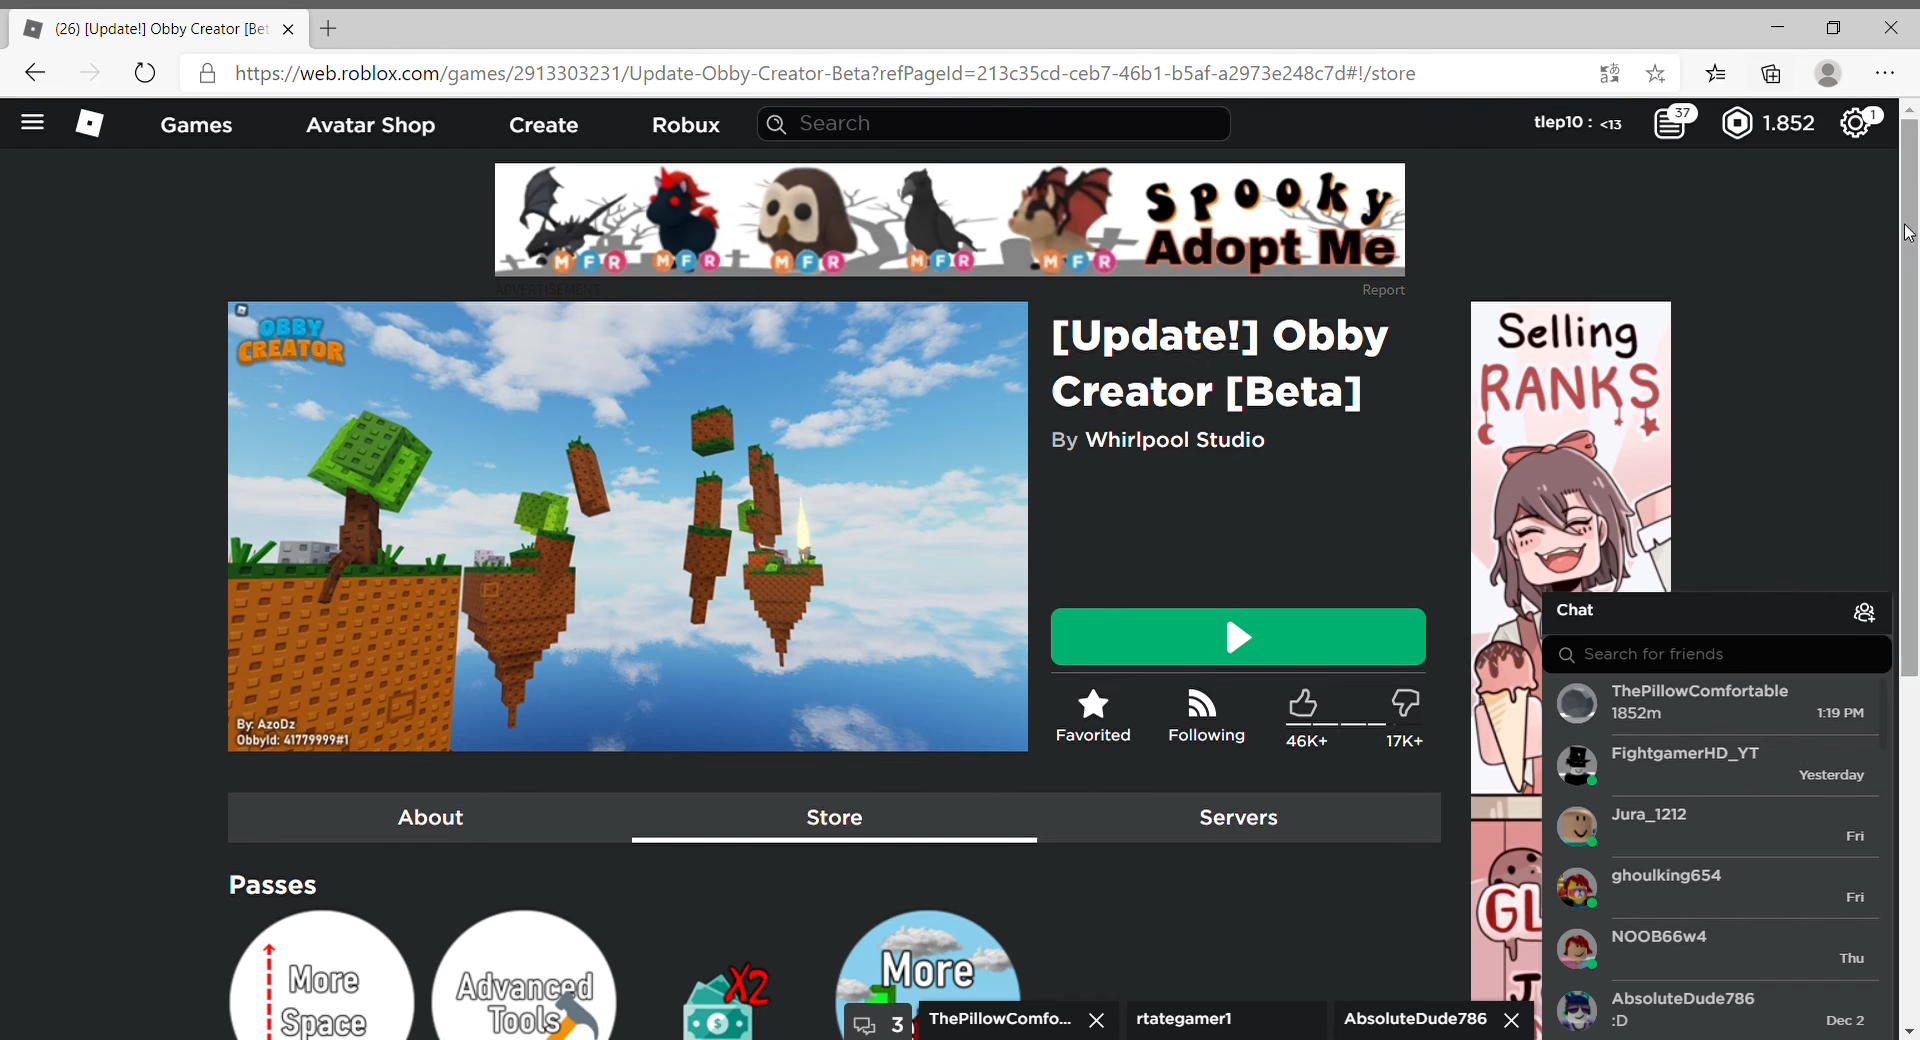 (26) [Update!] Obby Creator [Bet
https://web.roblox.com/games/2913303231/Update-Obby-Creator-Beta?refPageId=213c35cd-ceb7-46b1-b5af-a2973e248c7d#!/store
Games
Avatar Shop
Create
Robux
Search
tlep10 : <13
37
1.852
1
SPOOKy
Adopt Me
M F R
M F R
M F R
M F R
M F R
ADVERTISEMENT
Report
OBBY
CREATOR
By: AzoDz
ObbyId: 41779999#1
[Update!] Obby
Creator [Beta]
By Whirlpool Studio
Favorited
Following
46K+
17K+
Selling
RANKS
GL
J
About
Store
Servers
Passes
More
Space
Advanced
Tools
X2
$
More
Chat
Search for friends
ThePillowComfortable
1852m
1:19 PM
FightgamerHD_YT
Yesterday
Jura_1212
Fri
ghoulking654
Fri
NOOB66w4
Thu
AbsoluteDude786
:D
Dec 2
3
ThePillowComfo...
rtategamer1
AbsoluteDude786